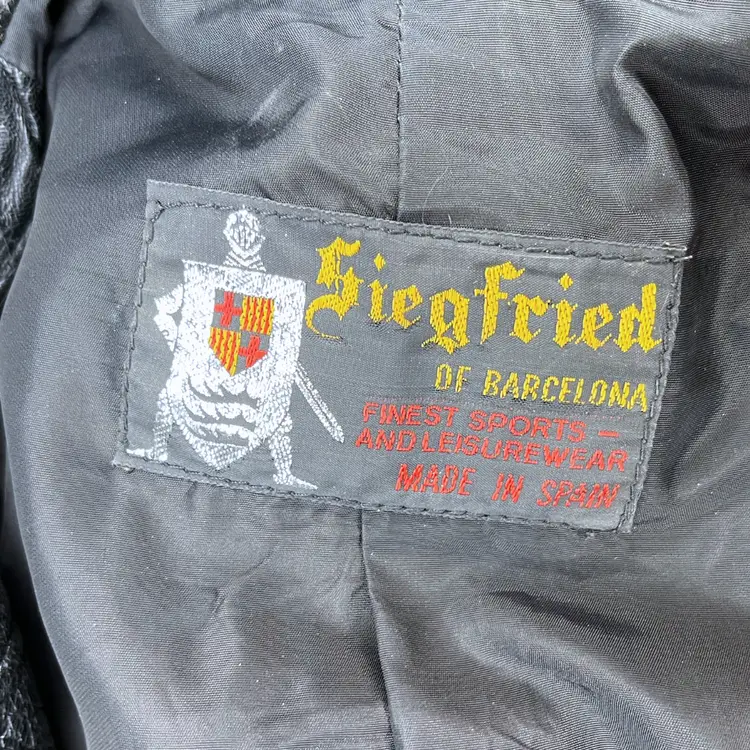 Siegfried
OF BARCELONA
FINEST SPORTS –
AND LEISUREWEAR
MADE IN SPAIN